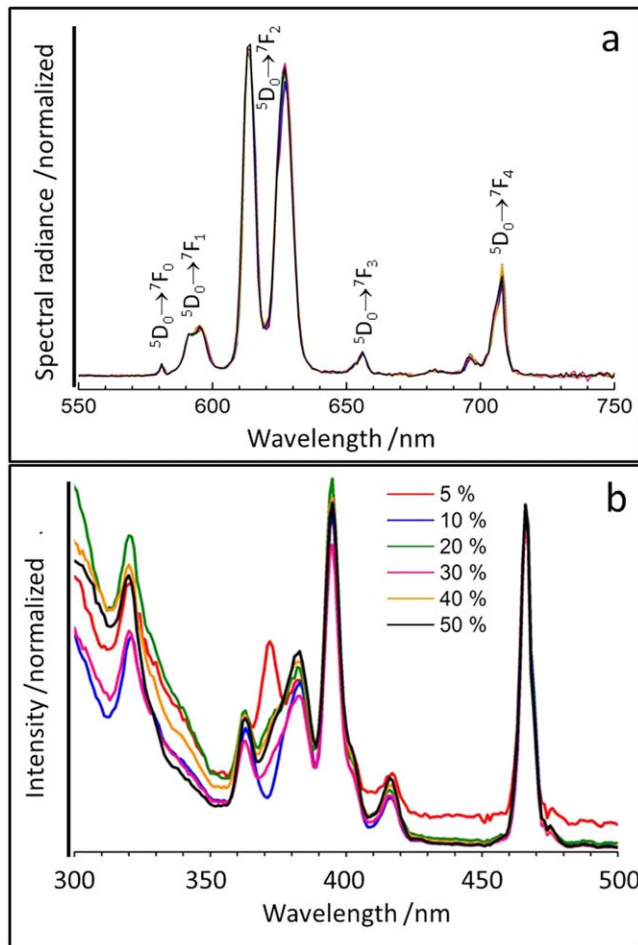 a
Spectral radiance /normalized
⁵D₀→⁷F₀
⁵D₀→⁷F₁
⁵D₀→⁷F₂
⁵D₀→⁷F₃
⁵D₀→⁷F₄
550 600 650 700 750
Wavelength /nm
b
Intensity /normalized
5 %
10 %
20 %
30 %
40 %
50 %
300 350 400 450 500
Wavelength /nm